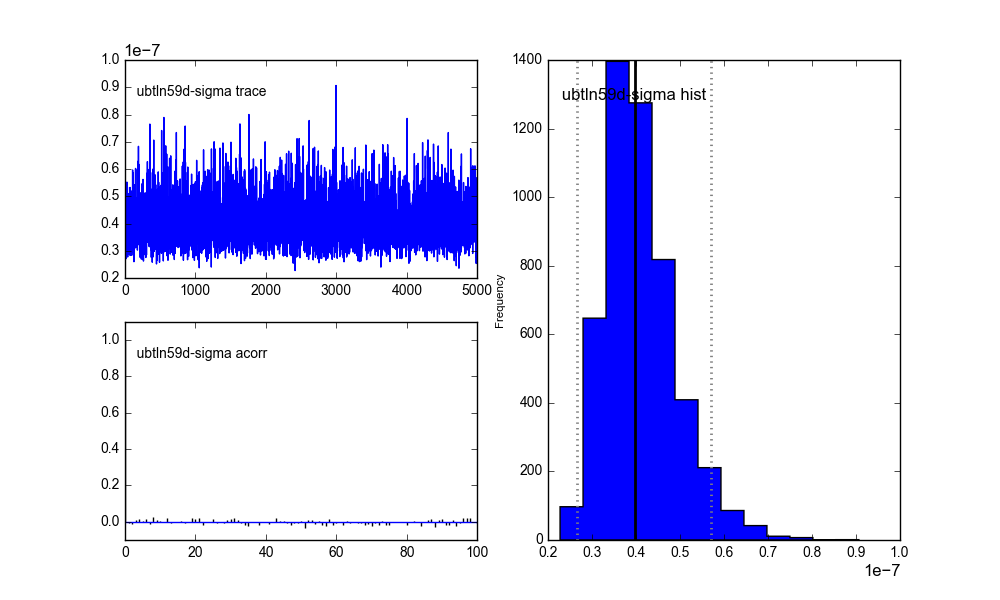 1e−7
1.0
0.9
0.8
0.7
0.6
0.5
0.4
0.3
0.2
ubtln59d-sigma trace
0 1000 2000 3000 4000 5000
1.0
0.8
0.6
0.4
0.2
0.0
ubtln59d-sigma acorr
0 20 40 60 80 100
Frequency
1400
1200
1000
800
600
400
200
0
ubtln59d-sigma hist
0.2 0.3 0.4 0.5 0.6 0.7 0.8 0.9 1.0
1e−7